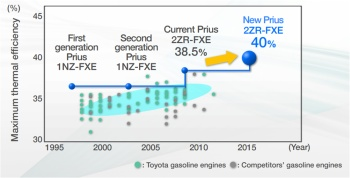 (%)
40
35
30
Maximum thermal efficiency
First
generation
Prius
1NZ-FXE
Second
generation
Prius
1NZ-FXE
Current Prius
2ZR-FXE
38.5%
New Prius
2ZR-FXE
40%
1995
2000
2005
2010
2015
(Year)
: Toyota gasoline engines
: Competitors' gasoline engines